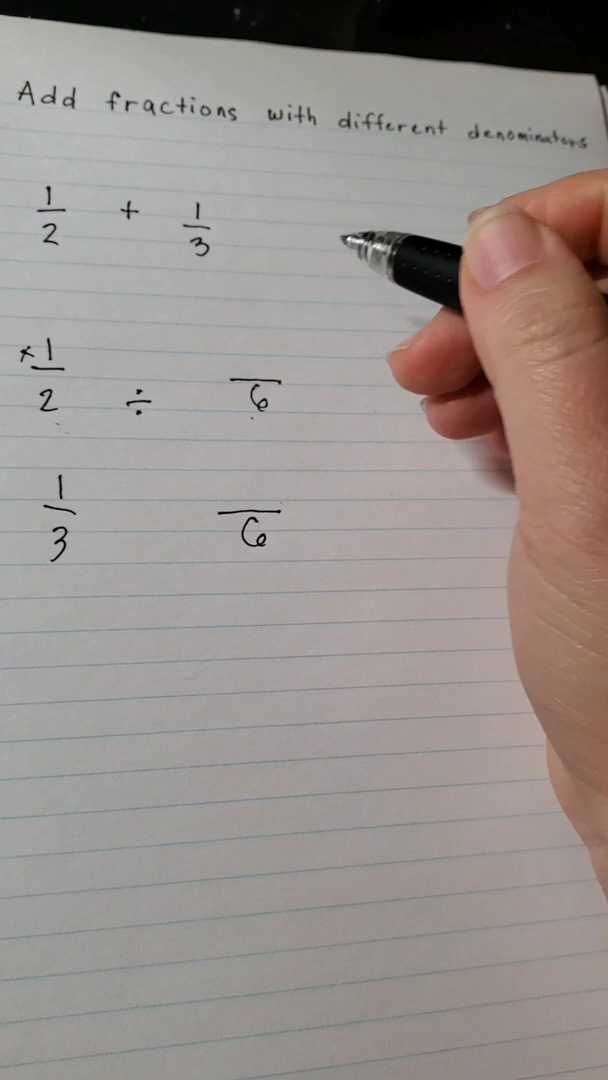 Add fractions with different denominators
1/2 + 1/3
×1/2 ÷ /6
1/3 /6